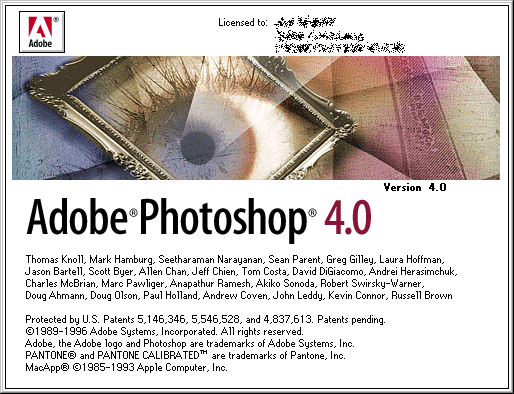 Adobe
Licensed to:
Version 4.0
Adobe® Photoshop® 4.0
Thomas Knoll, Mark Hamburg, Seetharaman Narayanan, Sean Parent, Greg Gilley, Laura Hoffman,
Jason Bartell, Scott Byer, Allen Chan, Jeff Chien, Tom Costa, David DiGiacomo, Andrei Herasimchuk,
Charles McBrian, Marc Pawliger, Anapathur Ramesh, Akiko Sonoda, Robert Swirsky-Warner,
Doug Ahmann, Doug Olson, Paul Holland, Andrew Coven, John Leddy, Kevin Connor, Russell Brown
Protected by U.S. Patents 5,146,346, 5,546,528, and 4,837,613. Patents pending.
©1989-1996 Adobe Systems, Incorporated. All rights reserved.
Adobe, the Adobe logo and Photoshop are trademarks of Adobe Systems, Inc.
PANTONE® and PANTONE CALIBRATED™ are trademarks of Pantone, Inc.
MacApp® ©1985-1993 Apple Computer, Inc.